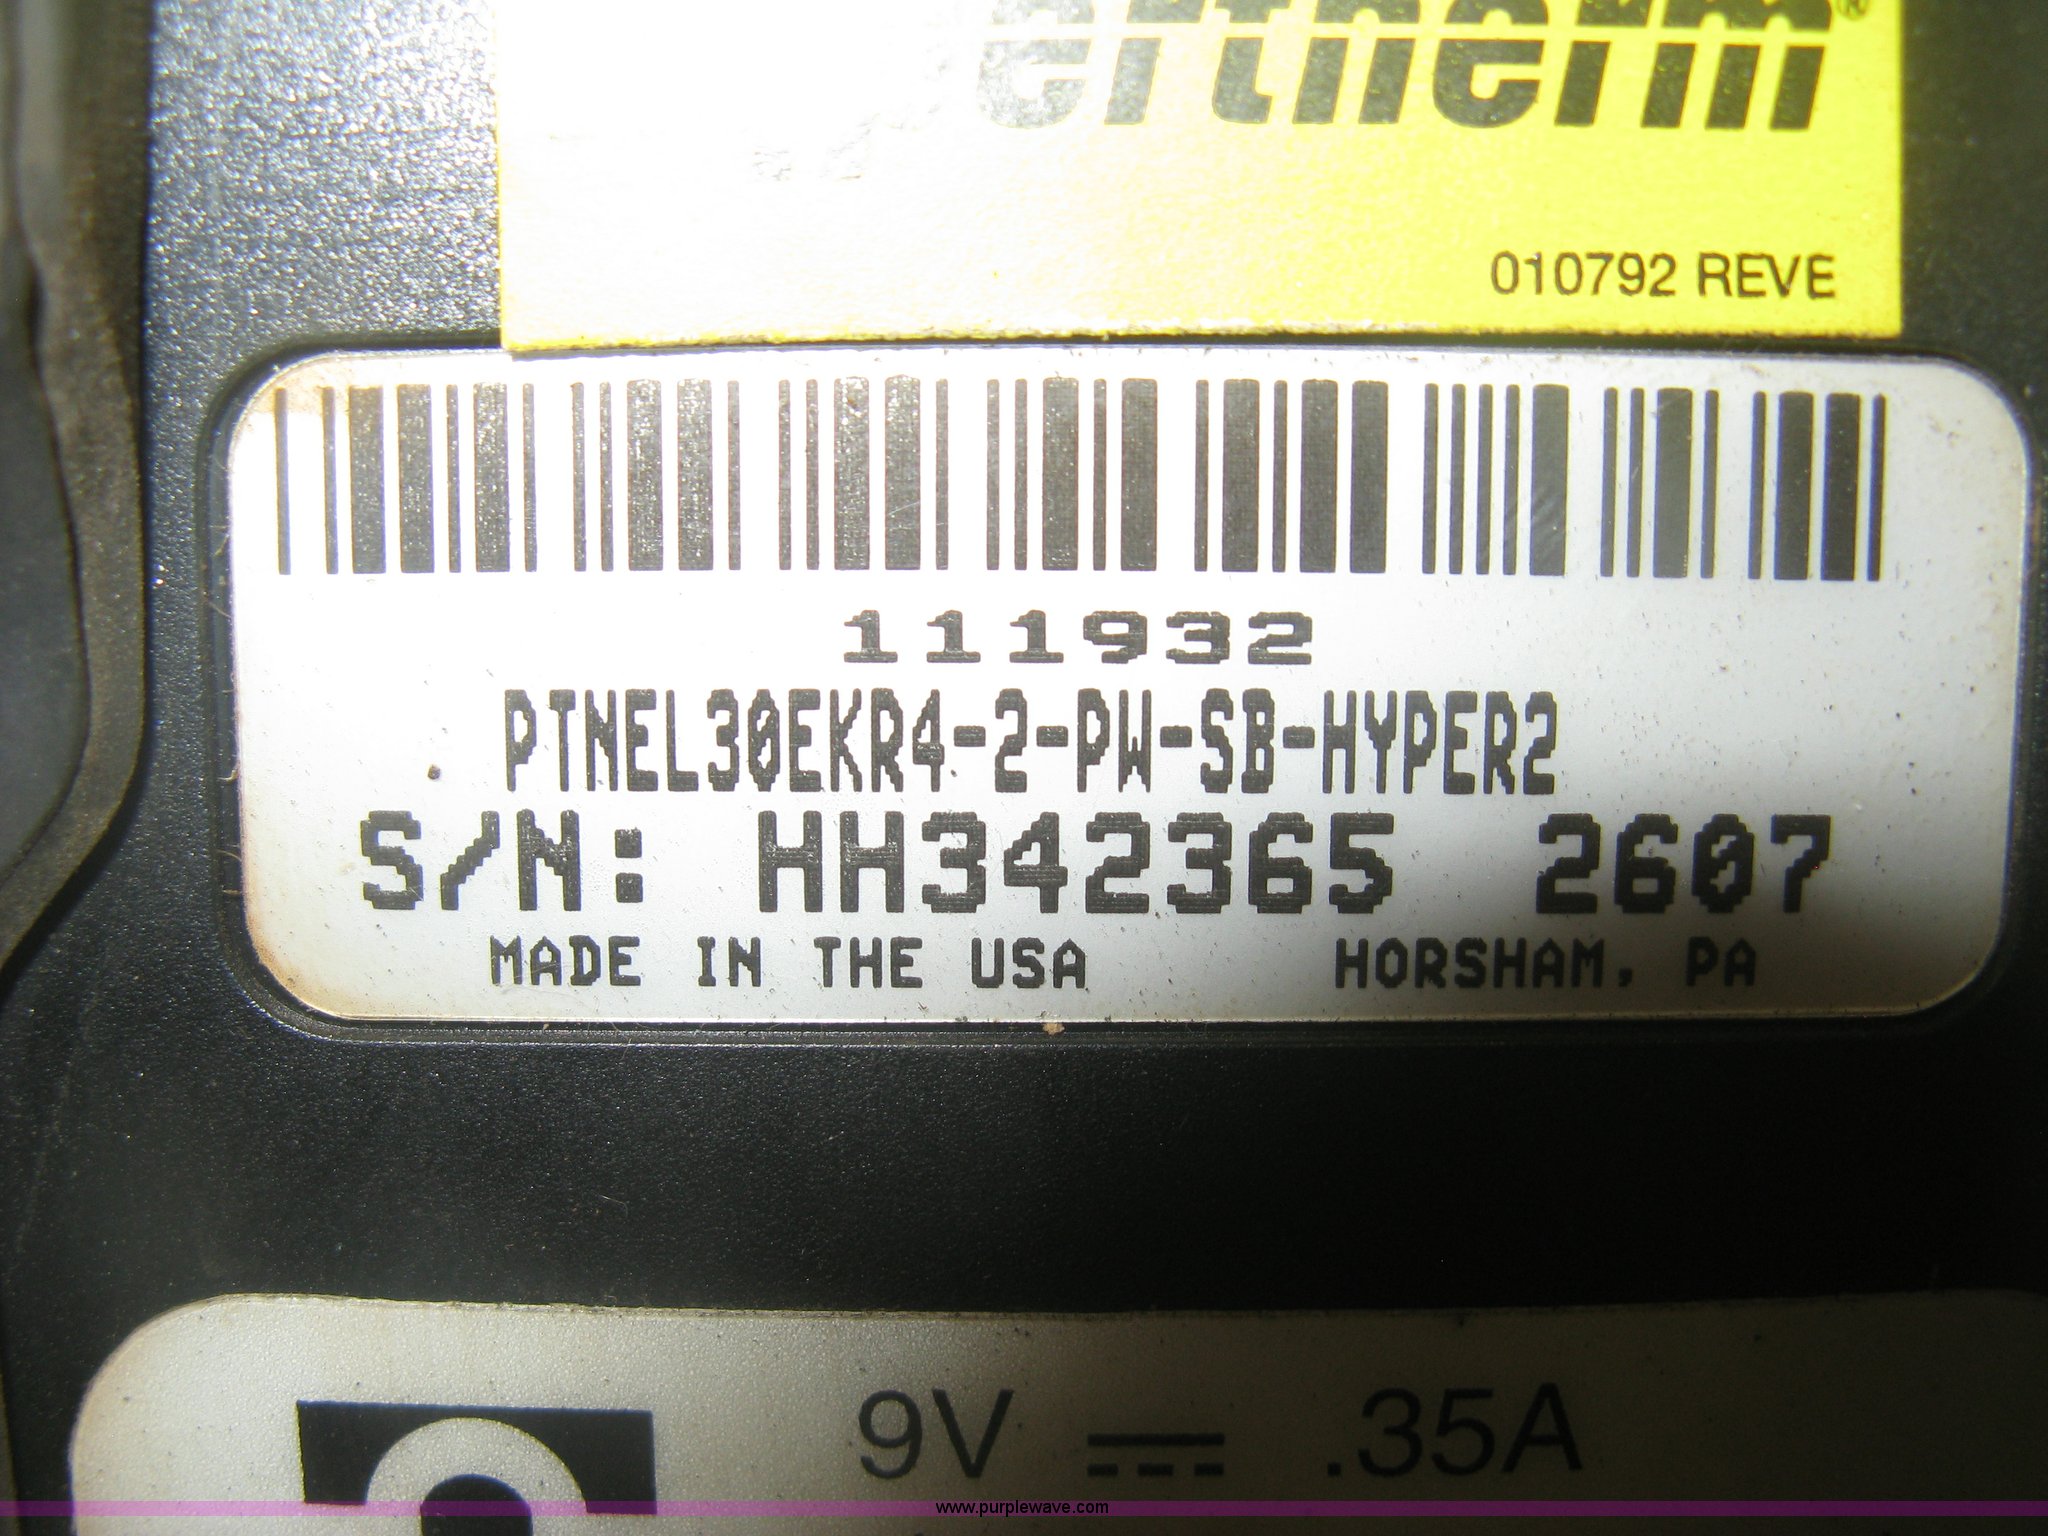 ertherm®
010792 REVE
111932
PTNEL30EKR4-2-PW-SB-HYPER2
S/N: HH342365 2607
MADE IN THE USA HORSHAM, PA
9V .35A
www.purplewave.com